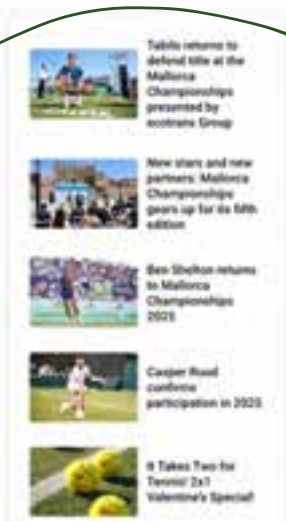 Tabilo returns to
defend title at the
Mallorca
Championships
presented by
ecotrans Group
New stars and new
partners: Mallorca
Championships
gears up for its fifth
edition
Ben Shelton returns
to Mallorca
Championships
2025
Casper Ruud
confirms
participation in 2025
It Takes Two for
Tennis! 2x1
Valentine's Special!